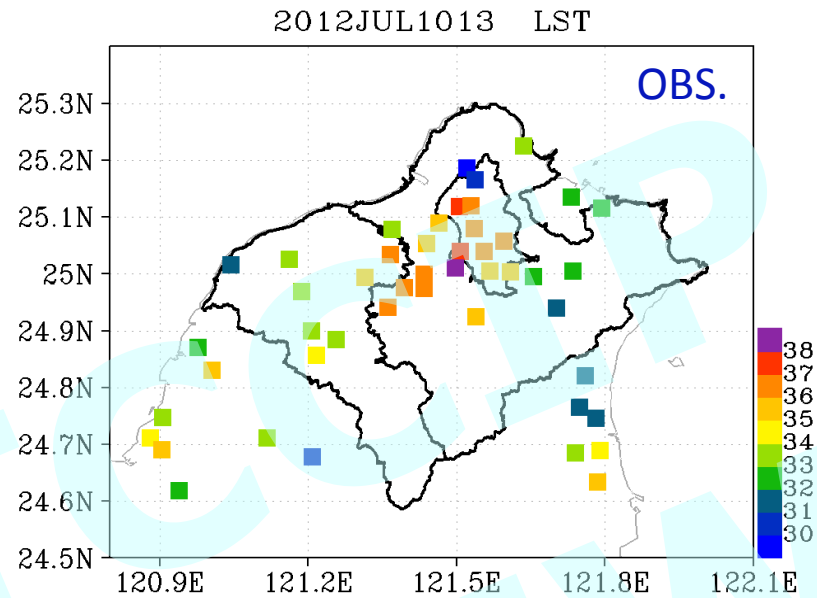 2012JUL1013 LST
OBS.
25.3N
25.2N
25.1N
25N
24.9N
24.8N
24.7N
24.6N
24.5N
120.9E 121.2E 121.5E 121.8E 122.1E
38
37
36
35
34
33
32
31
30
TCCIP